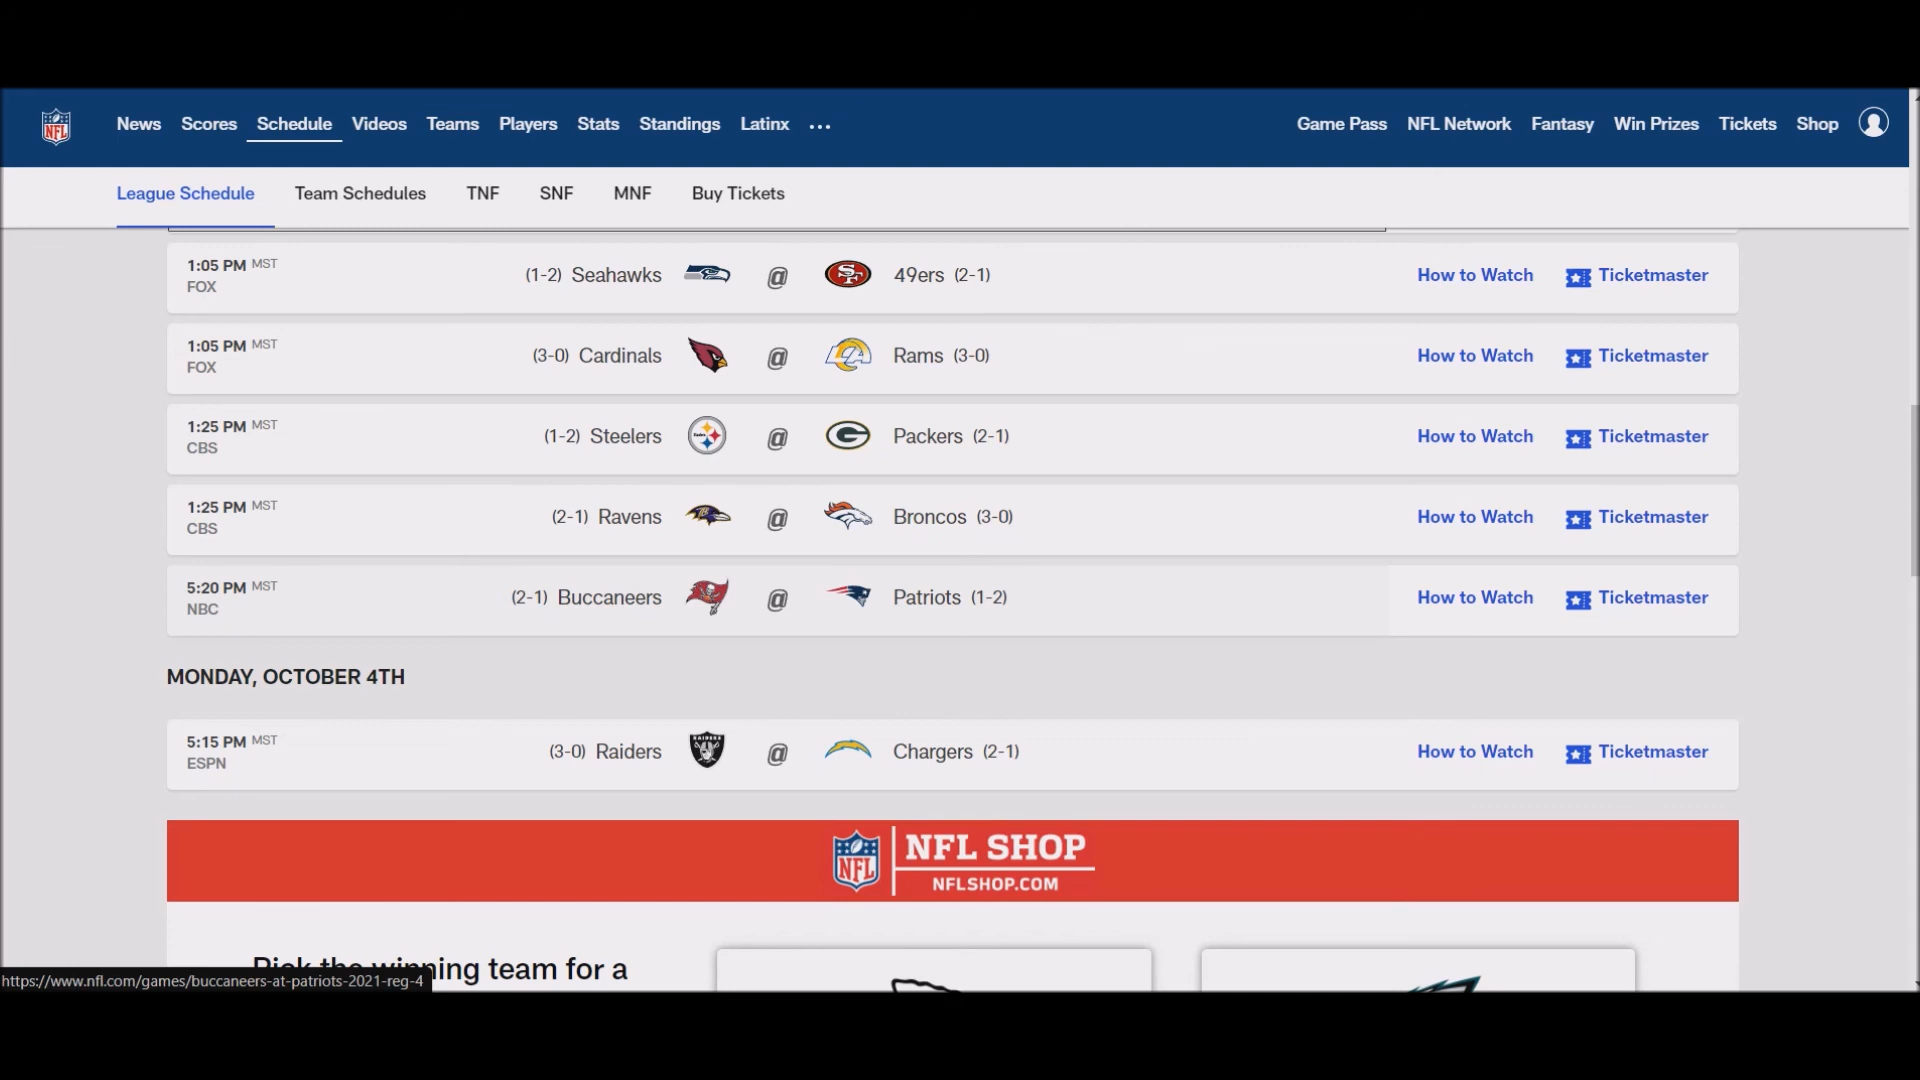 NFL News Scores Schedule Videos Teams Players Stats Standings Latinx ... Game Pass NFL Network Fantasy Win Prizes Tickets Shop
League Schedule Team Schedules TNF SNF MNF Buy Tickets
1:05 PM MST
FOX
(1-2) Seahawks @ 49ers (2-1) How to Watch Ticketmaster
1:05 PM MST
FOX
(3-0) Cardinals @ Rams (3-0) How to Watch Ticketmaster
1:25 PM MST
CBS
(1-2) Steelers @ Packers (2-1) How to Watch Ticketmaster
1:25 PM MST
CBS
(2-1) Ravens @ Broncos (3-0) How to Watch Ticketmaster
5:20 PM MST
NBC
(2-1) Buccaneers @ Patriots (1-2) How to Watch Ticketmaster
MONDAY, OCTOBER 4TH
5:15 PM MST
ESPN
(3-0) Raiders @ Chargers (2-1) How to Watch Ticketmaster
NFL NFL SHOP
NFLSHOP.COM
Pick the winning team for a
https://www.nfl.com/games/buccaneers-at-patriots-2021-reg-4